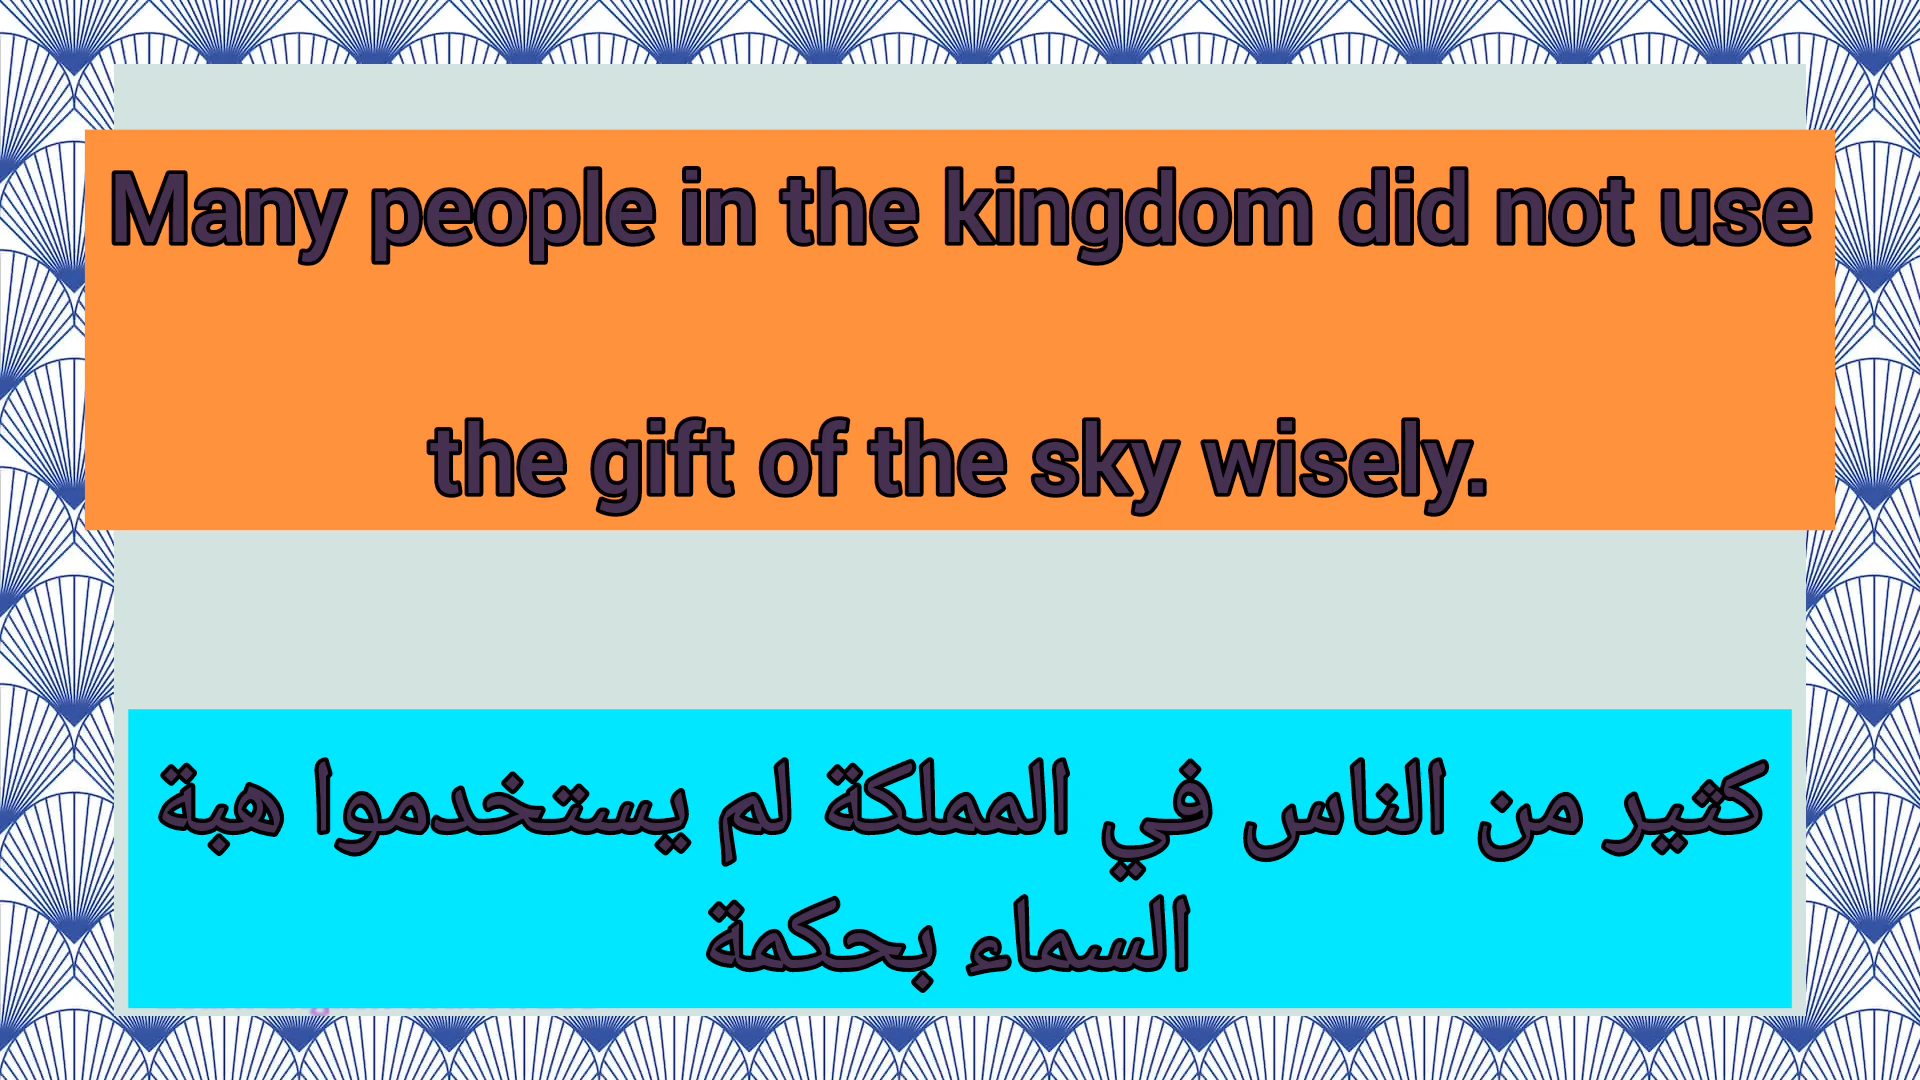 Many people in the kingdom did not use
the gift of the sky wisely.
كثير من الناس في المملكة لم يستخدموا هبة
السماء بحكمة